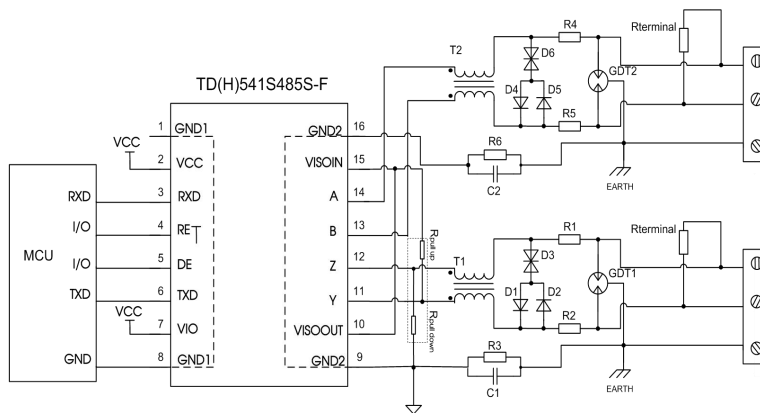 T2
R4
Rterminal
D6
GDT2
D4
D5
R5
TD(H)541S485S-F
1
GND1
GND2
16
R6
C2
EARTH
VCC
2
VCC
VISOIN
15
RXD
3
RXD
A
14
I/O
4
RE
B
13
MCU
I/O
5
DE
Z
12
TXD
6
TXD
Y
11
VCC
7
VIO
VISOOUT
10
GND
8
GND1
GND2
9
Rpull up
Rpull down
T1
R1
Rterminal
D3
GDT1
D1
D2
R2
R3
C1
EARTH